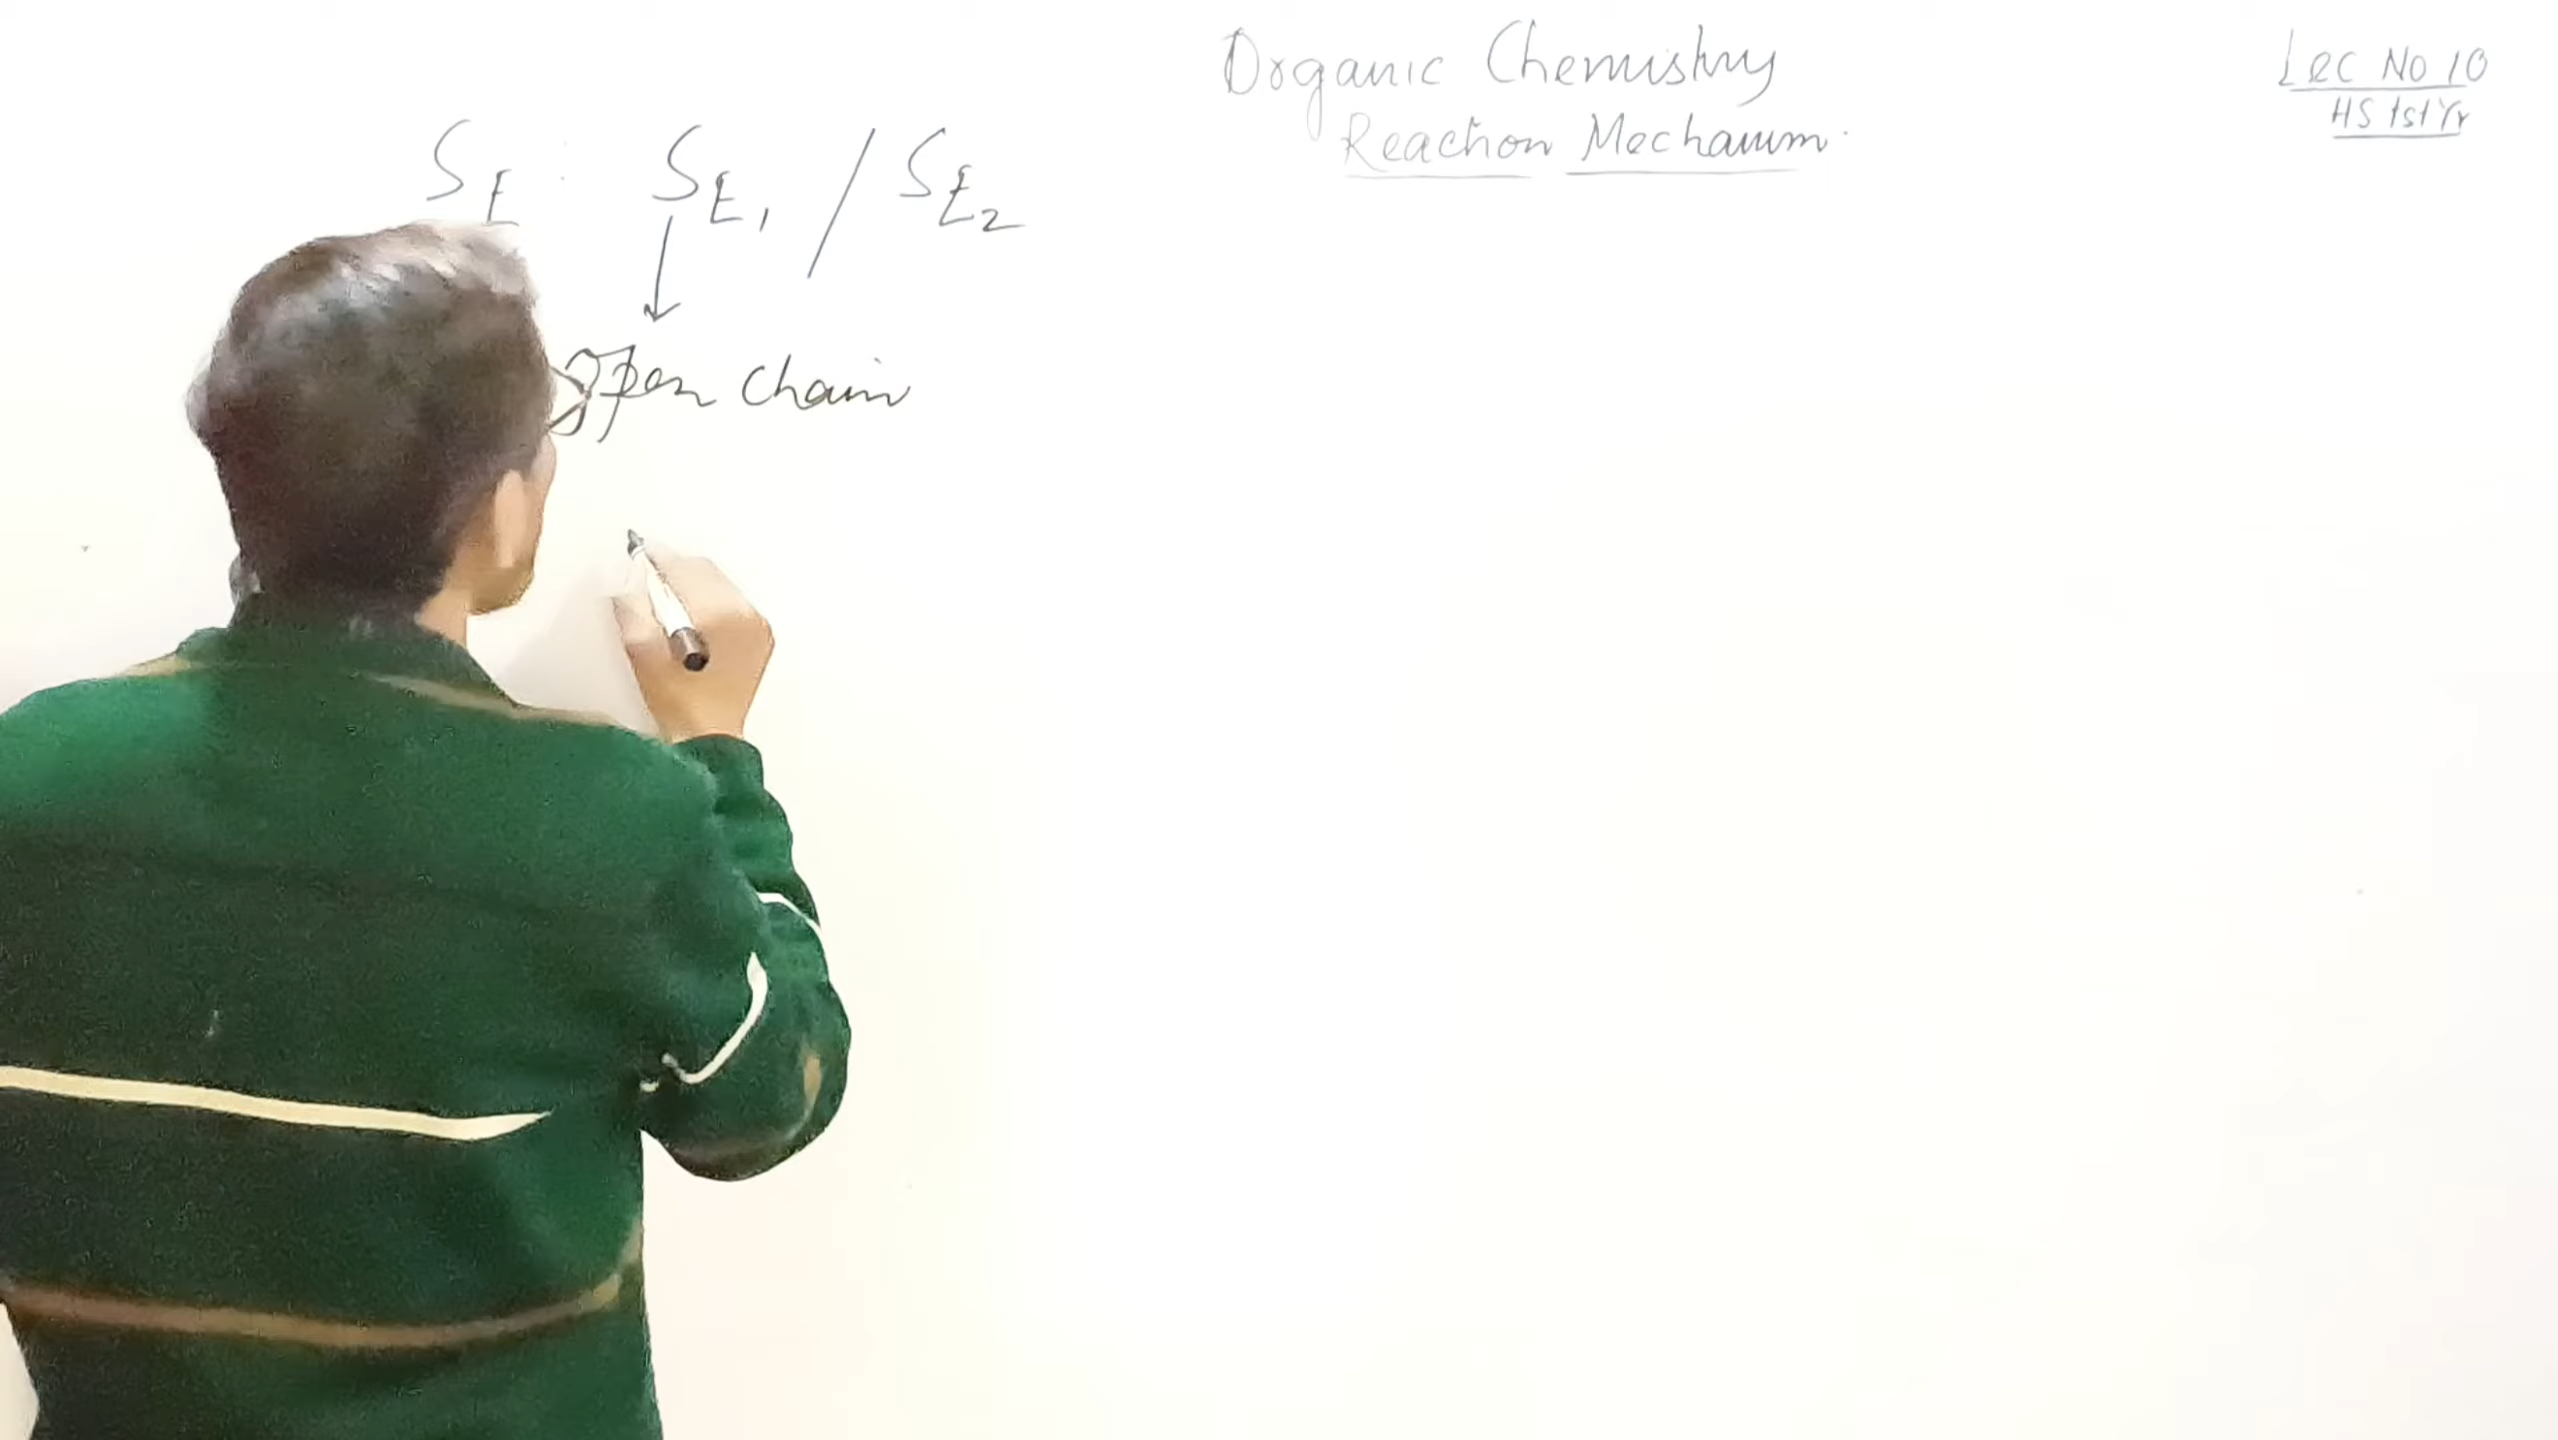 Organic Chemistry
Reaction Mechanism.
Lec No 10
HS 1st Yr
SE SE1 / SE2
↓
open chain